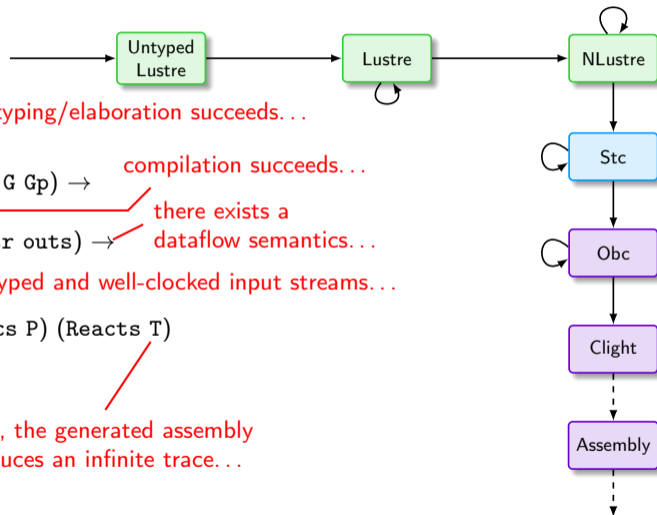 Untyped
Lustre
Lustre
NLustre
typing/elaboration succeeds...
compilation succeeds...
G Gp) →
Stc
there exists a
r outs) →
dataflow semantics...
Obc
yped and well-clocked input streams...
cs P) (Reacts T)
Clight
, the generated assembly
uces an infinite trace...
Assembly